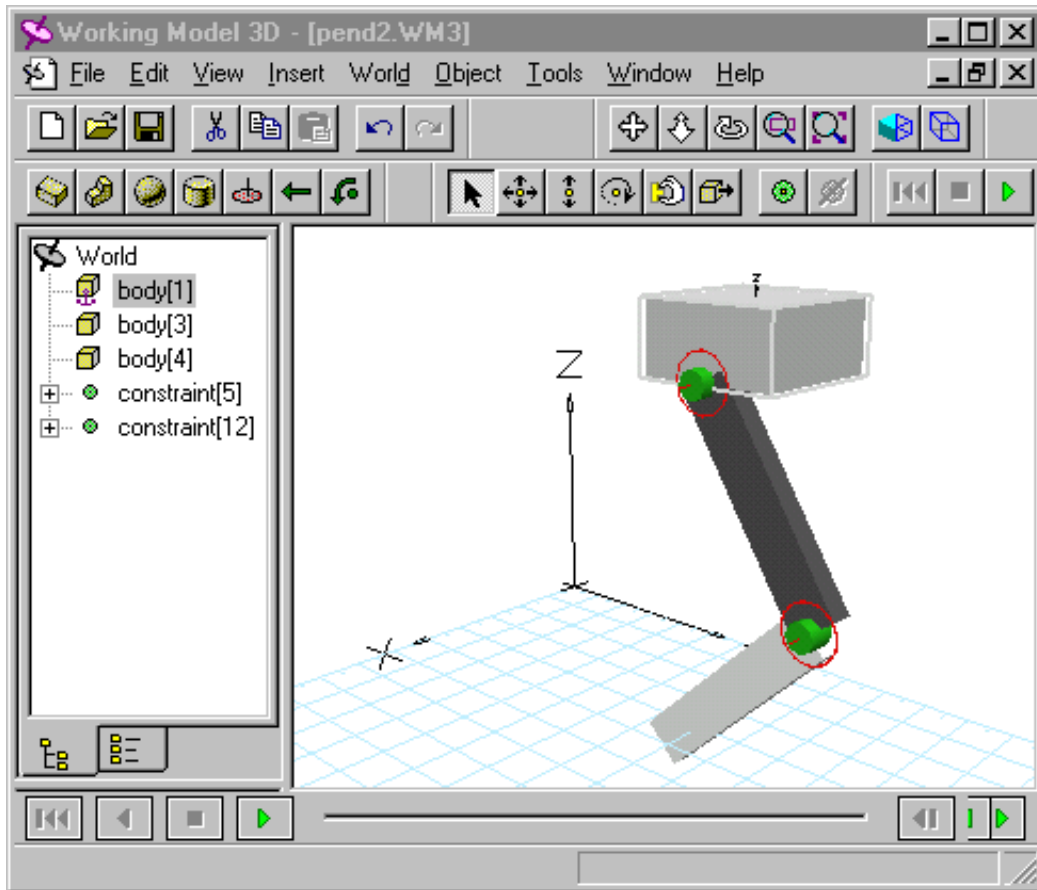 Working Model 3D - [pend2.WM3]
File Edit View Insert World Object Tools Window Help
World
body[1]
body[3]
body[4]
constraint[5]
constraint[12]
z
Z
X